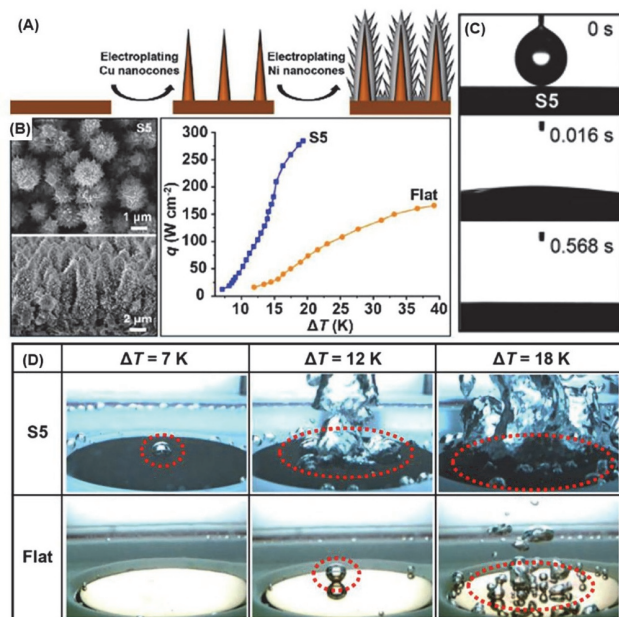 (A)
Electroplating
Cu nanocones
Electroplating
Ni nanocones
(B)
S5
1 μm
2 μm
300
250
200
150
100
50
0
q (W cm⁻²)
S5
Flat
5 10 15 20 25 30 35 40
ΔT (K)
(C)
0 s
S5
0.016 s
0.568 s
(D)
ΔT = 7 K
ΔT = 12 K
ΔT = 18 K
S5
Flat